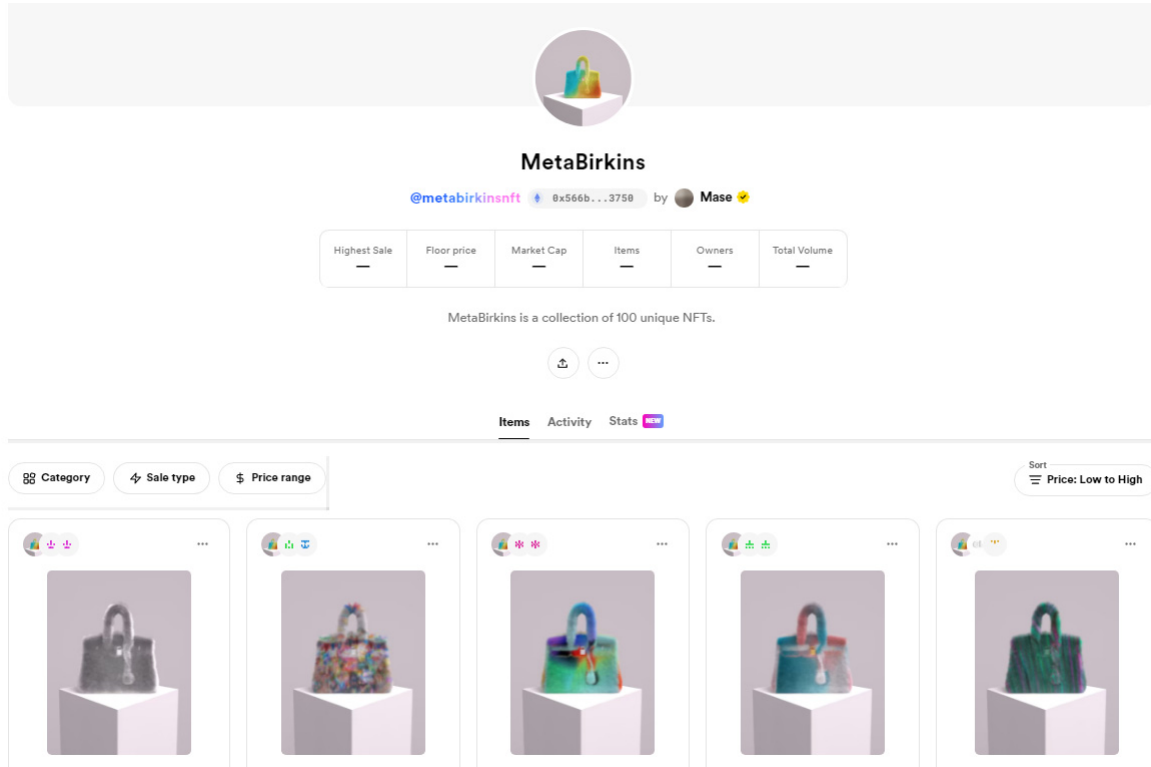 MetaBirkins
@metabirkinsnft 0x566b...3750 by Mase
Highest Sale Floor price Market Cap Items Owners Total Volume
— — — — — —
MetaBirkins is a collection of 100 unique NFTs.
Items Activity Stats NEW
Category Sale type Price range
Sort
Price: Low to High